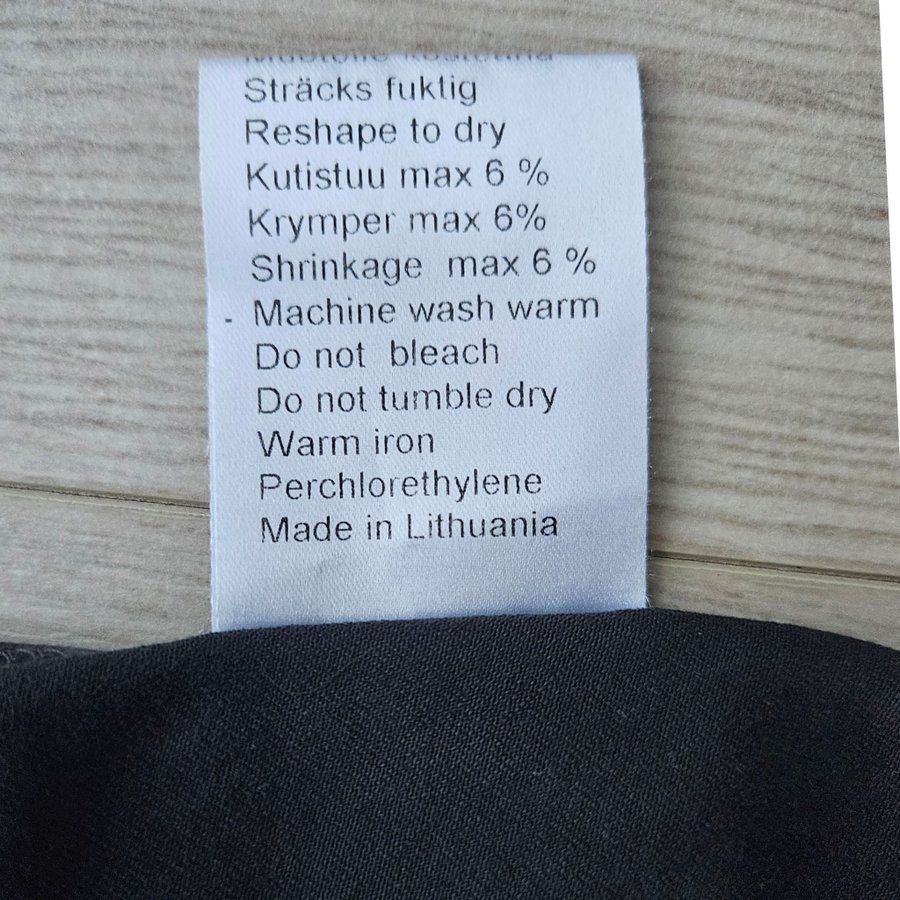 Sträcks fuktig
Reshape to dry
Kutistuu max 6 %
Krymper max 6%
Shrinkage max 6 %
- Machine wash warm
Do not bleach
Do not tumble dry
Warm iron
Perchlorethylene
Made in Lithuania